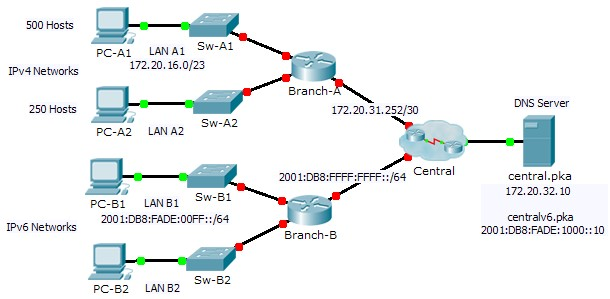 500 Hosts
PC-A1
LAN A1
172.20.16.0/23
Sw-A1
IPv4 Networks
Branch-A
250 Hosts
PC-A2
LAN A2
Sw-A2
172.20.31.252/30
DNS Server
Central
central.pka
172.20.32.10
centralv6.pka
2001:DB8:FADE:1000::10
2001:DB8:FFFF:FFFF::/64
PC-B1
LAN B1
2001:DB8:FADE:00FF::/64
Sw-B1
IPv6 Networks
Branch-B
PC-B2
LAN B2
Sw-B2